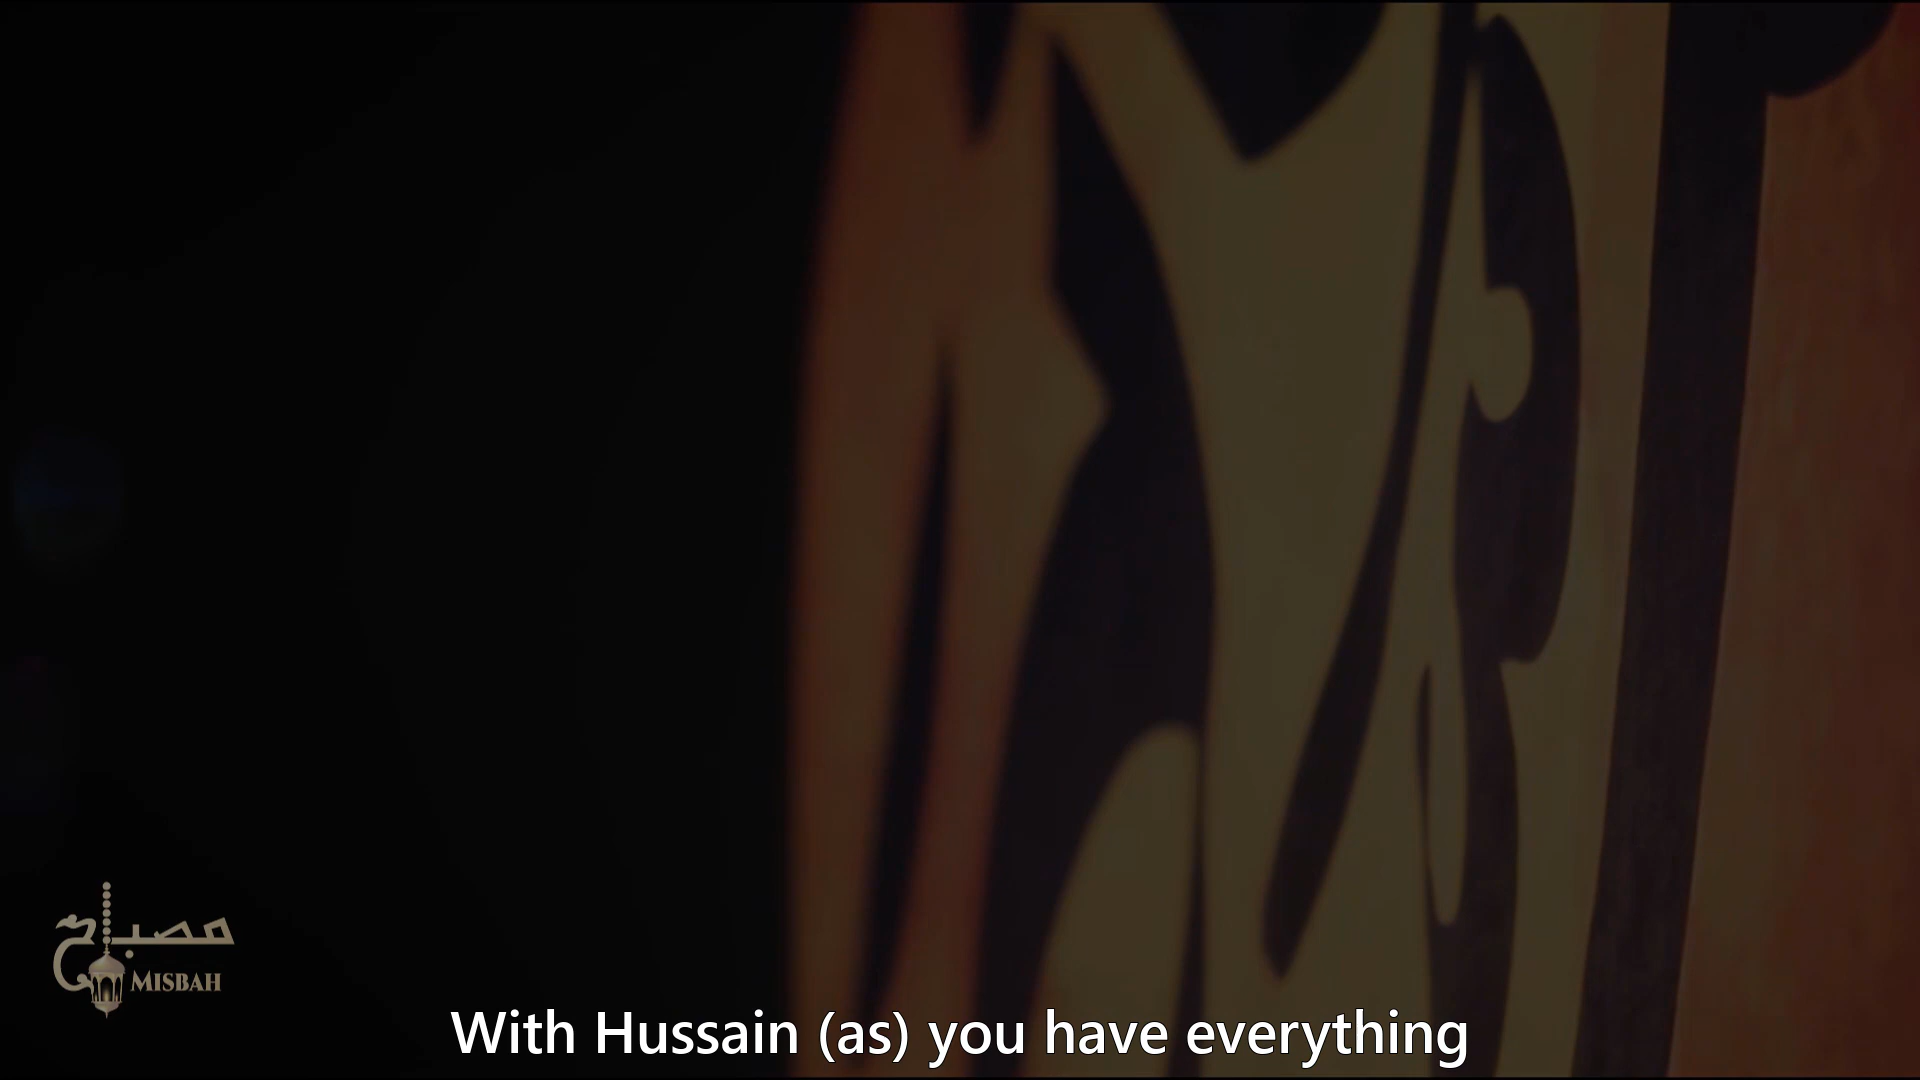 مصباح
MISBAH
With Hussain (as) you have everything